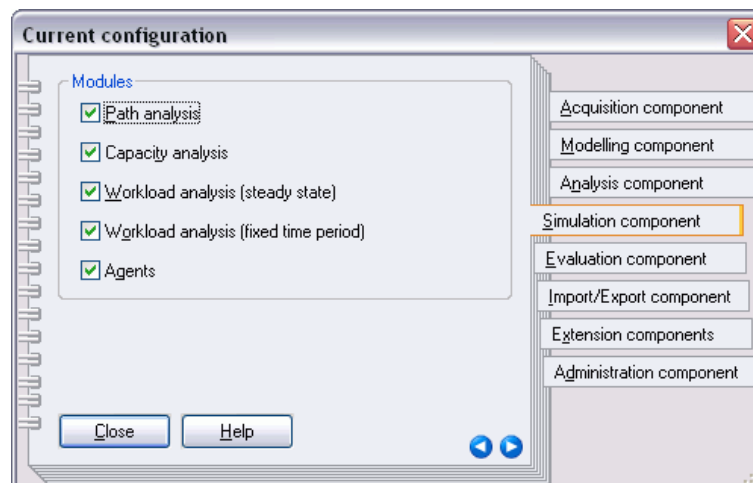 Current configuration
Modules
Path analysis
Capacity analysis
Workload analysis (steady state)
Workload analysis (fixed time period)
Agents
Close
Help
Acquisition component
Modelling component
Analysis component
Simulation component
Evaluation component
Import/Export component
Extension components
Administration component